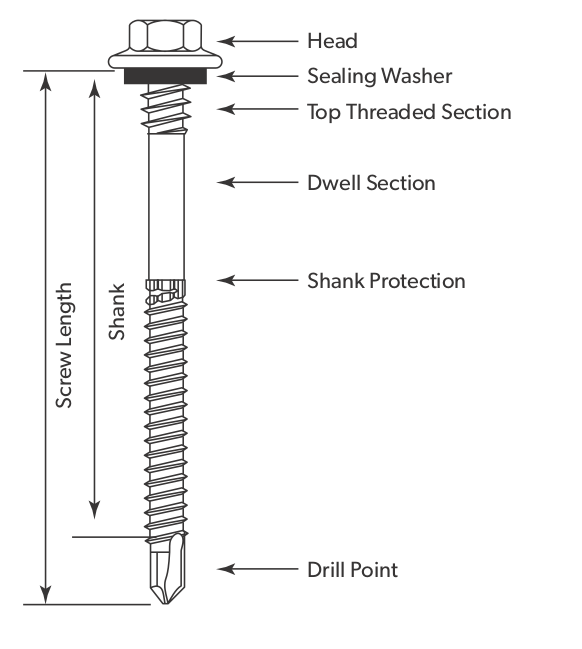 Head
Sealing Washer
Top Threaded Section
Dwell Section
Shank Protection
Screw Length
Shank
Drill Point